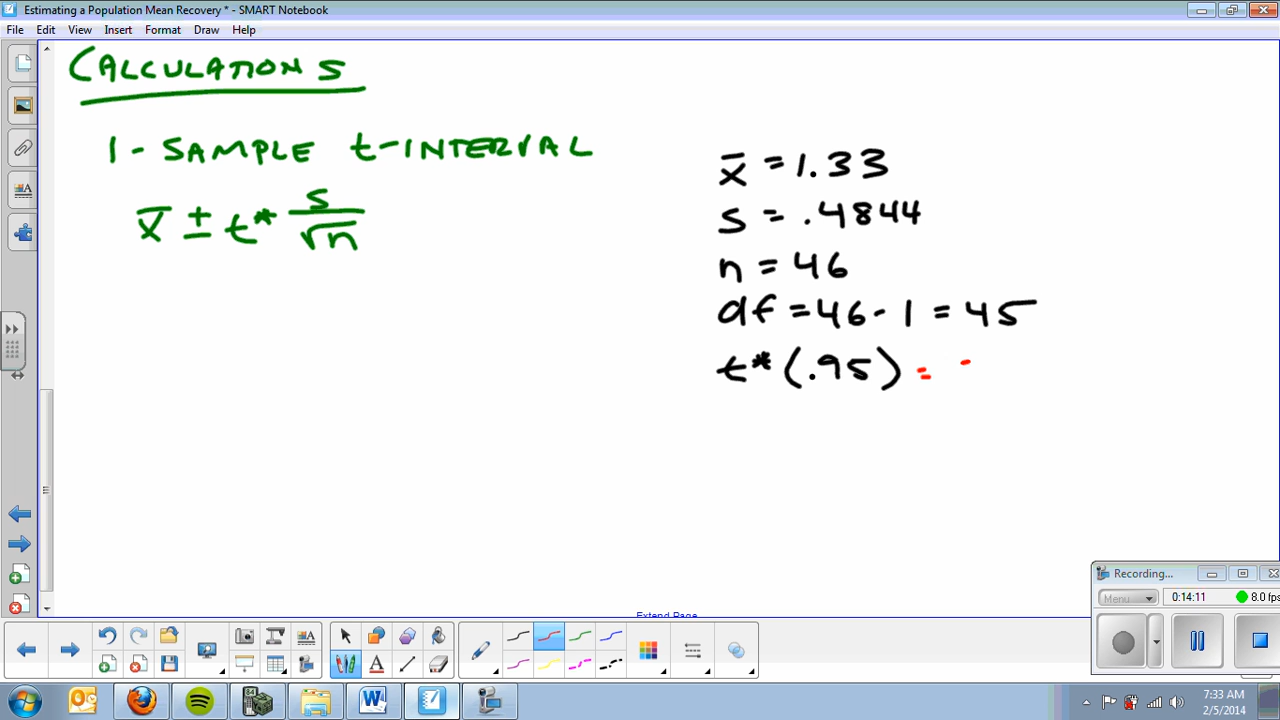 Estimating a Population Mean Recovery * - SMART Notebook
File Edit View Insert Format Draw Help
CALCULATIONS
1-SAMPLE t-INTERVAL
x̄ ± t* s/√n
x̄ = 1.33
s = .4844
n = 46
df = 46 - 1 = 45
t* (.95) =
Extend Page
Recording...
Menu
0:14:11
8.0 fps
7:33 AM
2/5/2014